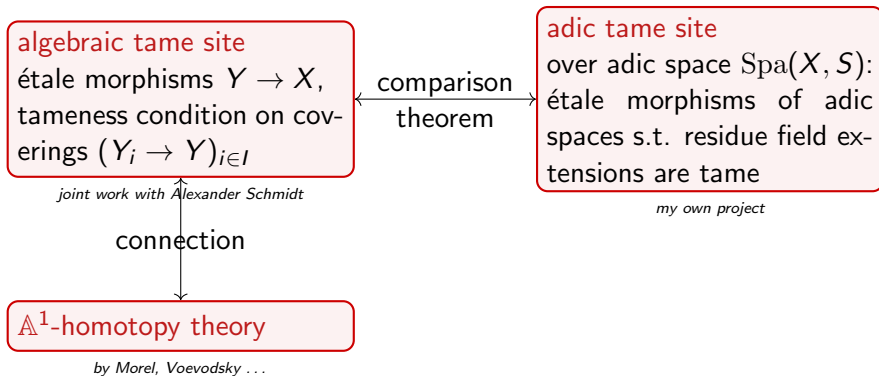 algebraic tame site
étale morphisms Y → X,
tameness condition on cov-
erings (Y_i → Y)_{i∈I}
joint work with Alexander Schmidt
comparison
theorem
adic tame site
over adic space Spa(X, S):
étale morphisms of adic
spaces s.t. residue field ex-
tensions are tame
my own project
connection
𝔸¹-homotopy theory
by Morel, Voevodsky ...